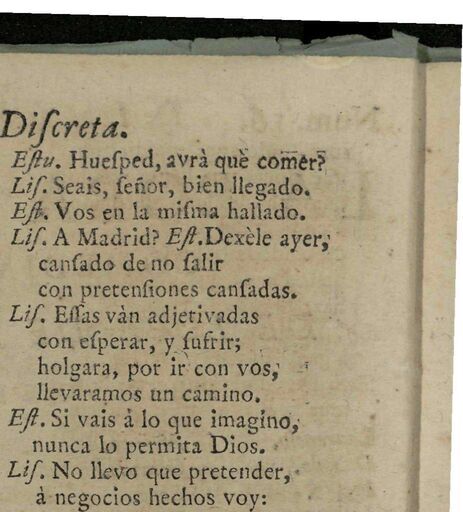 Discreta.
Estu. Huesped, avrà què comer?
Lis. Seais, señor, bien llegado.
Est. Vos en la misma hallado.
Lis. A Madrid? Est. Dexèle ayer,
cansado de no salir
con pretensiones cansadas.
Lis. Essas vàn adjetivadas
con esperar, y sufrir;
holgara, por ir con vos,
llevaramos un camino.
Est. Si vais à lo que imagino,
nunca lo permita Dios.
Lis. No llevo que pretender,
à negocios hechos voy: